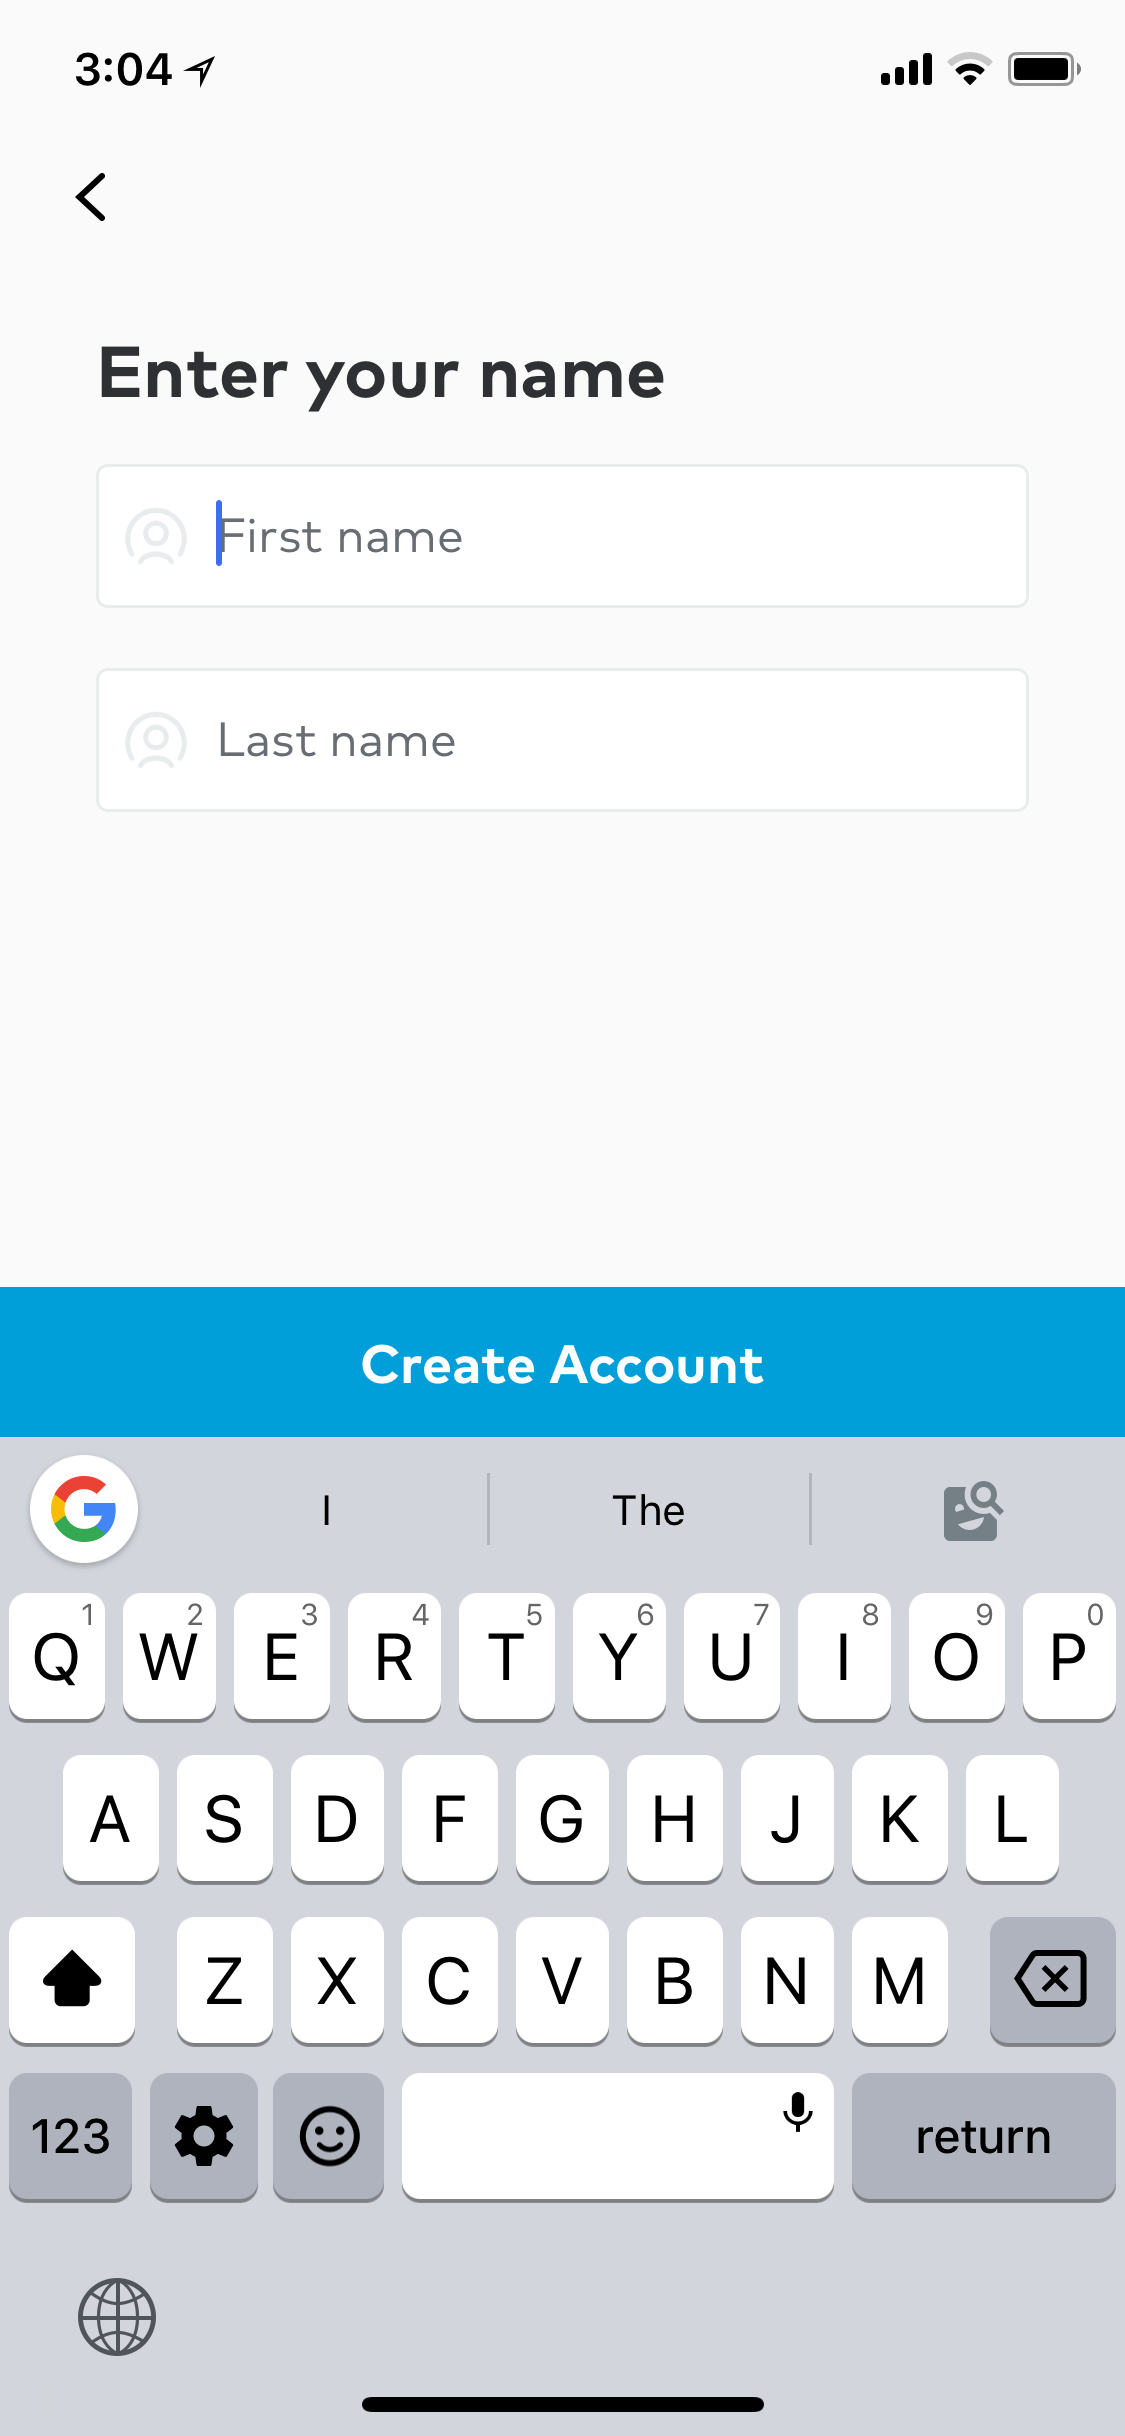 3:04
Enter your name
First name
Last name
Create Account
I The
Q 1 W 2 E 3 R 4 T 5 Y 6 U 7 I 8 O 9 P 0
A S D F G H J K L
Z X C V B N M
123 return